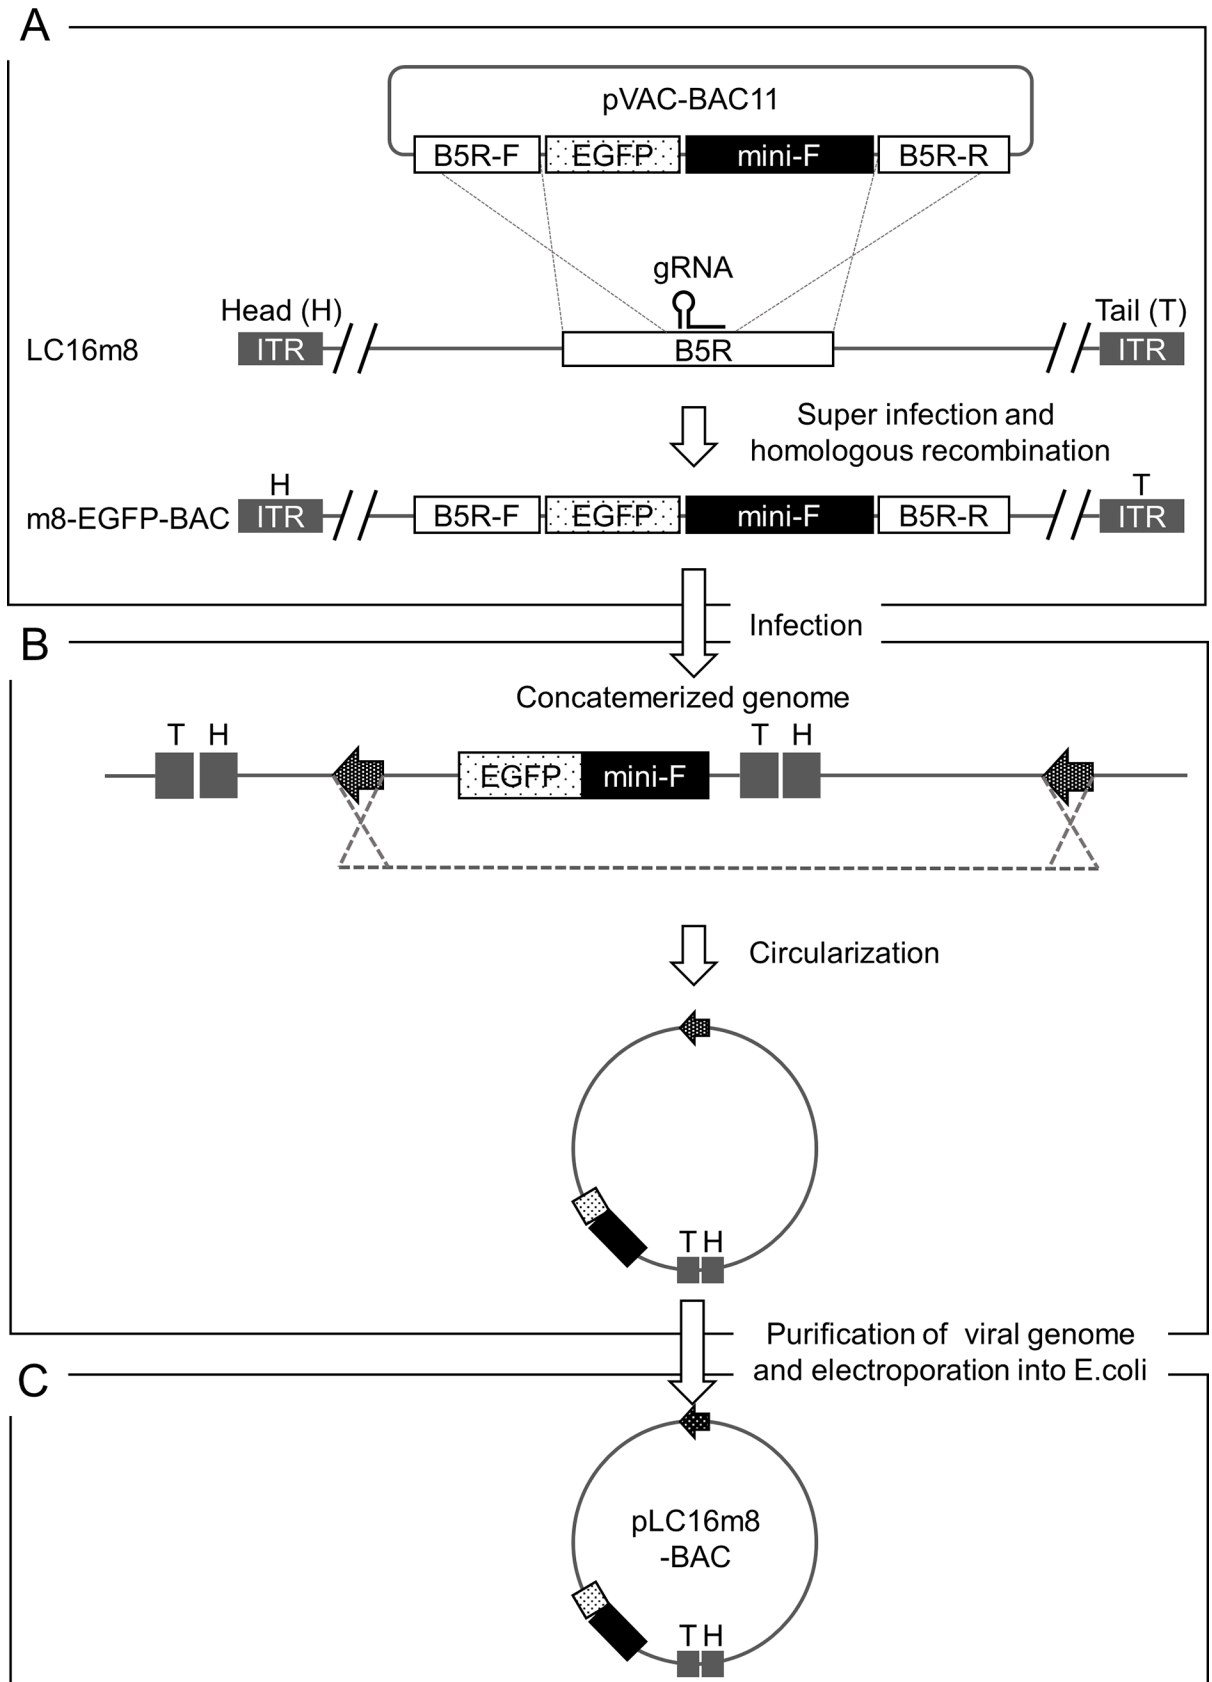 A
pVAC-BAC11
B5R-F EGFP mini-F B5R-R
gRNA
Head (H) Tail (T)
LC16m8 ITR B5R ITR
Super infection and
homologous recombination
H T
m8-EGFP-BAC ITR B5R-F EGFP mini-F B5R-R ITR
Infection
B
Concatemerized genome
T H T H
EGFP mini-F
Circularization
T H
Purification of viral genome
and electroporation into E.coli
C
pLC16m8
-BAC
T H